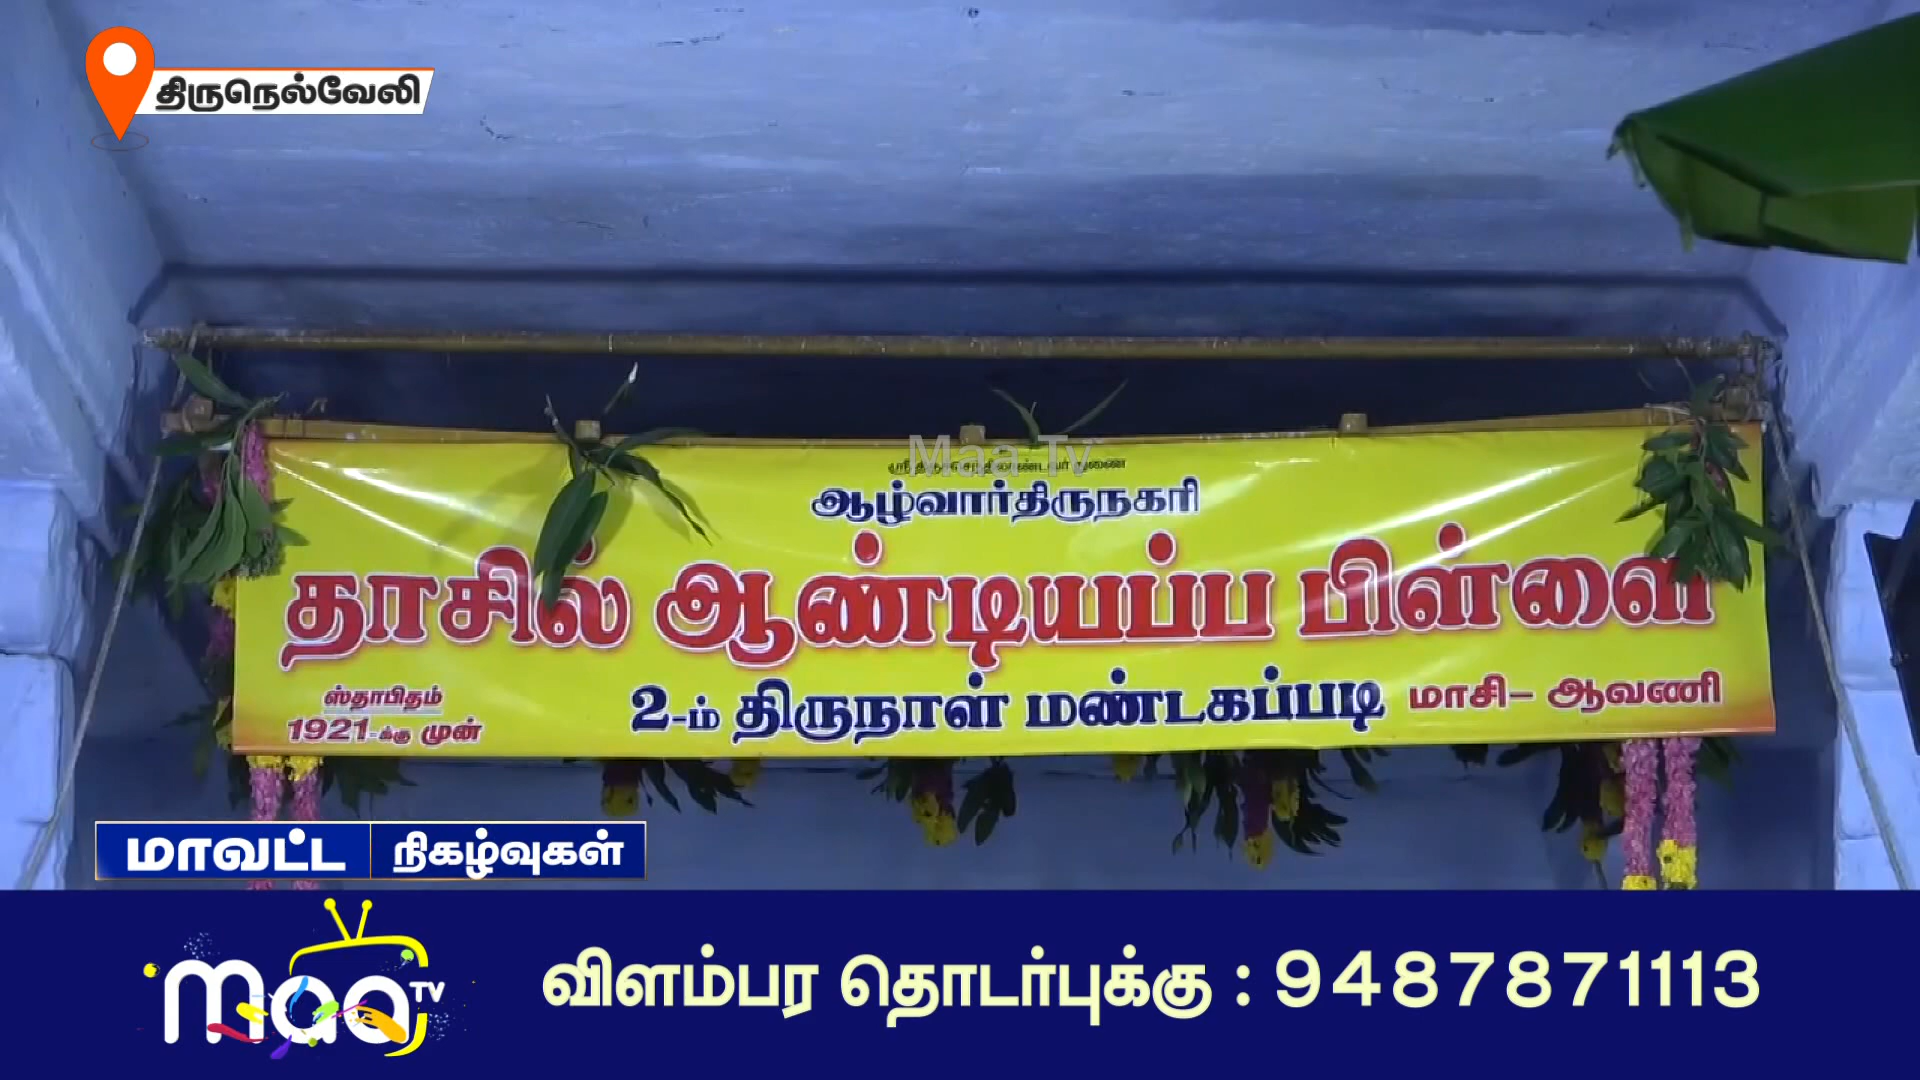 திருநெல்வேலி
Maa Tv
ஸ்ரீ திருச்செந்திலாண்டவர் துணை
ஆழ்வார்திருநகரி
தாசில் ஆண்டியப்ப பிள்ளை
ஸ்தாபிதம்
1921-க்கு முன்
2-ம் திருநாள் மண்டகப்படி மாசி – ஆவணி
மாவட்ட நிகழ்வுகள்
maa TV
விளம்பர தொடர்புக்கு : 9487871113